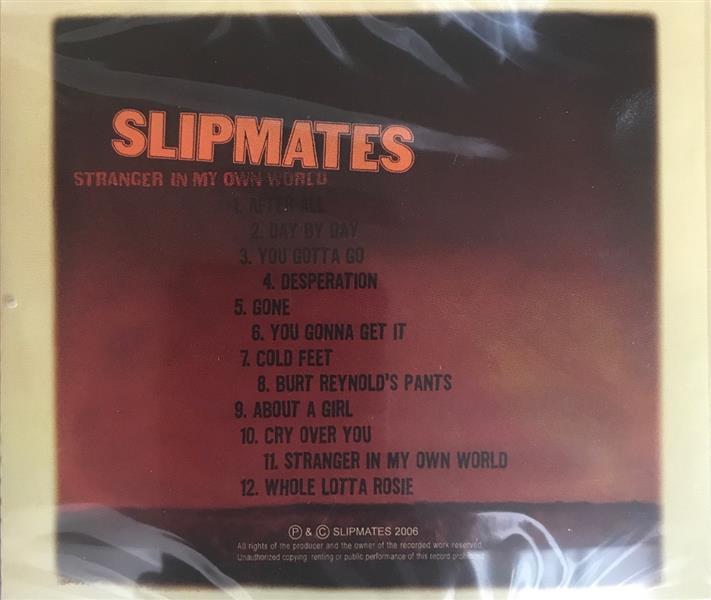 SLIPMATES
STRANGER IN MY OWN WORLD
1. AFTER ALL
2. DAY BY DAY
3. YOU GOTTA GO
4. DESPERATION
5. GONE
6. YOU GONNA GET IT
7. COLD FEET
8. BURT REYNOLD'S PANTS
9. ABOUT A GIRL
10. CRY OVER YOU
11. STRANGER IN MY OWN WORLD
12. WHOLE LOTTA ROSIE
Ⓟ & © SLIPMATES 2006
All rights of the producer and the owner of the recorded work reserved.
Unauthorized copying, renting or public performance of this record prohibited